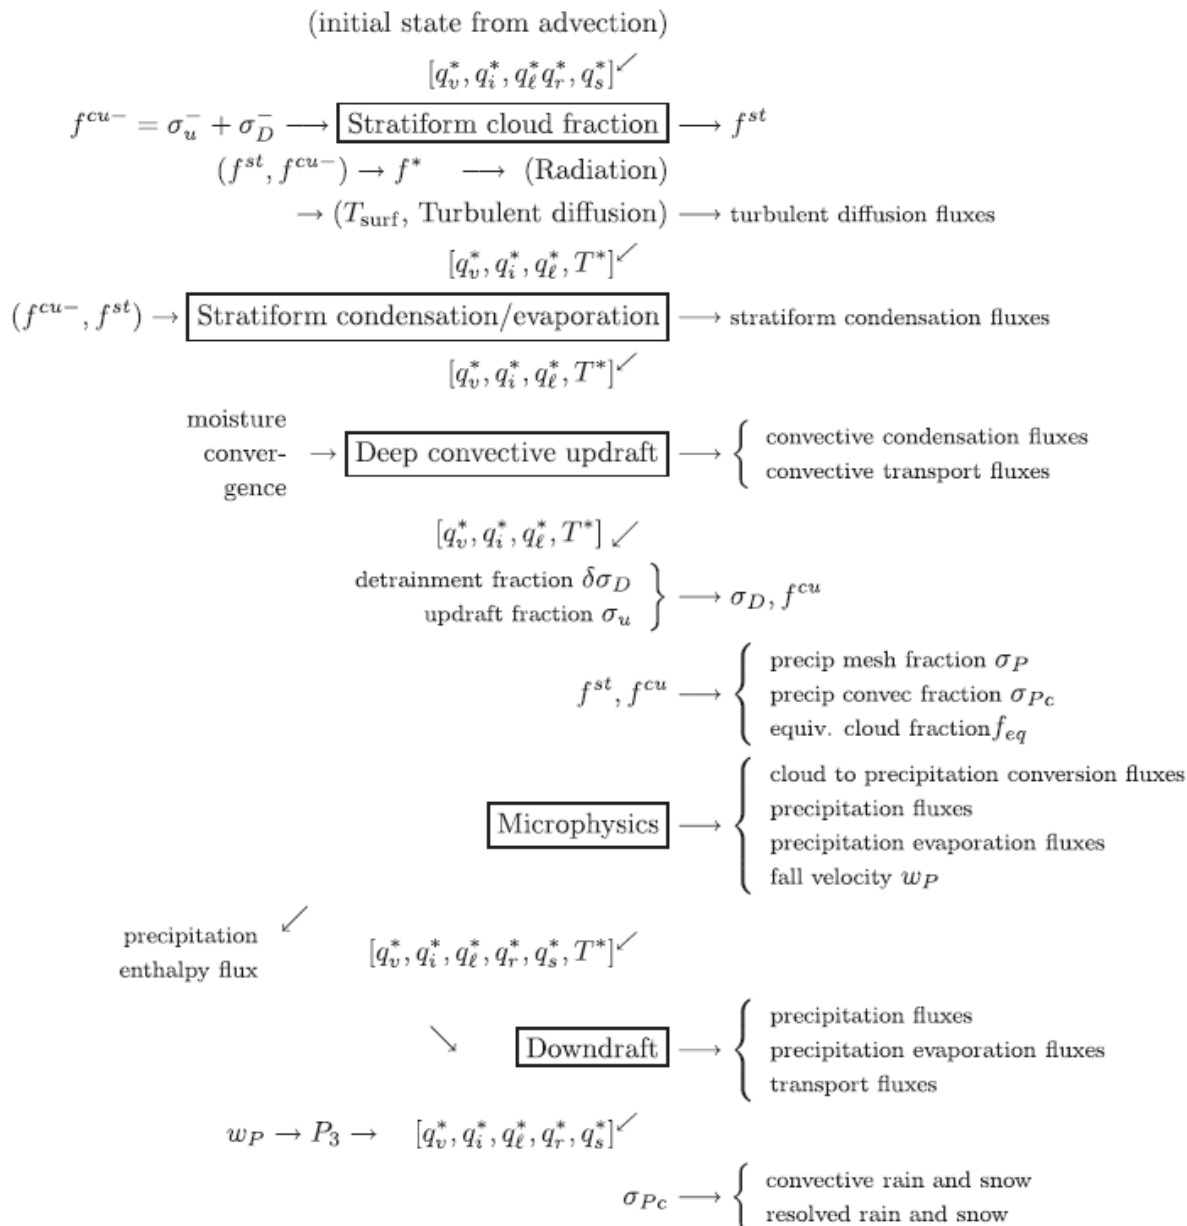 (initial state from advection)
[q_v^*, q_i^*, q_ℓ^* q_r^*, q_s^*] ↙
f^{cu−} = σ_u^− + σ_D^− ⟶ Stratiform cloud fraction ⟶ f^{st}
(f^{st}, f^{cu−}) → f^* ⟶ (Radiation)
→ (T_surf, Turbulent diffusion) ⟶ turbulent diffusion fluxes
[q_v^*, q_i^*, q_ℓ^*, T^*] ↙
(f^{cu−}, f^{st}) → Stratiform condensation/evaporation ⟶ stratiform condensation fluxes
[q_v^*, q_i^*, q_ℓ^*, T^*] ↙
moisture
conver-
gence
→ Deep convective updraft ⟶ {
convective condensation fluxes
convective transport fluxes
[q_v^*, q_i^*, q_ℓ^*, T^*] ↙
detrainment fraction δσ_D
updraft fraction σ_u
} ⟶ σ_D, f^{cu}
f^{st}, f^{cu} ⟶ {
precip mesh fraction σ_P
precip convec fraction σ_{Pc}
equiv. cloud fraction f_{eq}
Microphysics ⟶ {
cloud to precipitation conversion fluxes
precipitation fluxes
precipitation evaporation fluxes
fall velocity w_P
precipitation
enthalpy flux
↙
[q_v^*, q_i^*, q_ℓ^*, q_r^*, q_s^*, T^*] ↙
↘ Downdraft ⟶ {
precipitation fluxes
precipitation evaporation fluxes
transport fluxes
w_P → P_3 → [q_v^*, q_i^*, q_ℓ^*, q_r^*, q_s^*] ↙
σ_{Pc} ⟶ {
convective rain and snow
resolved rain and snow